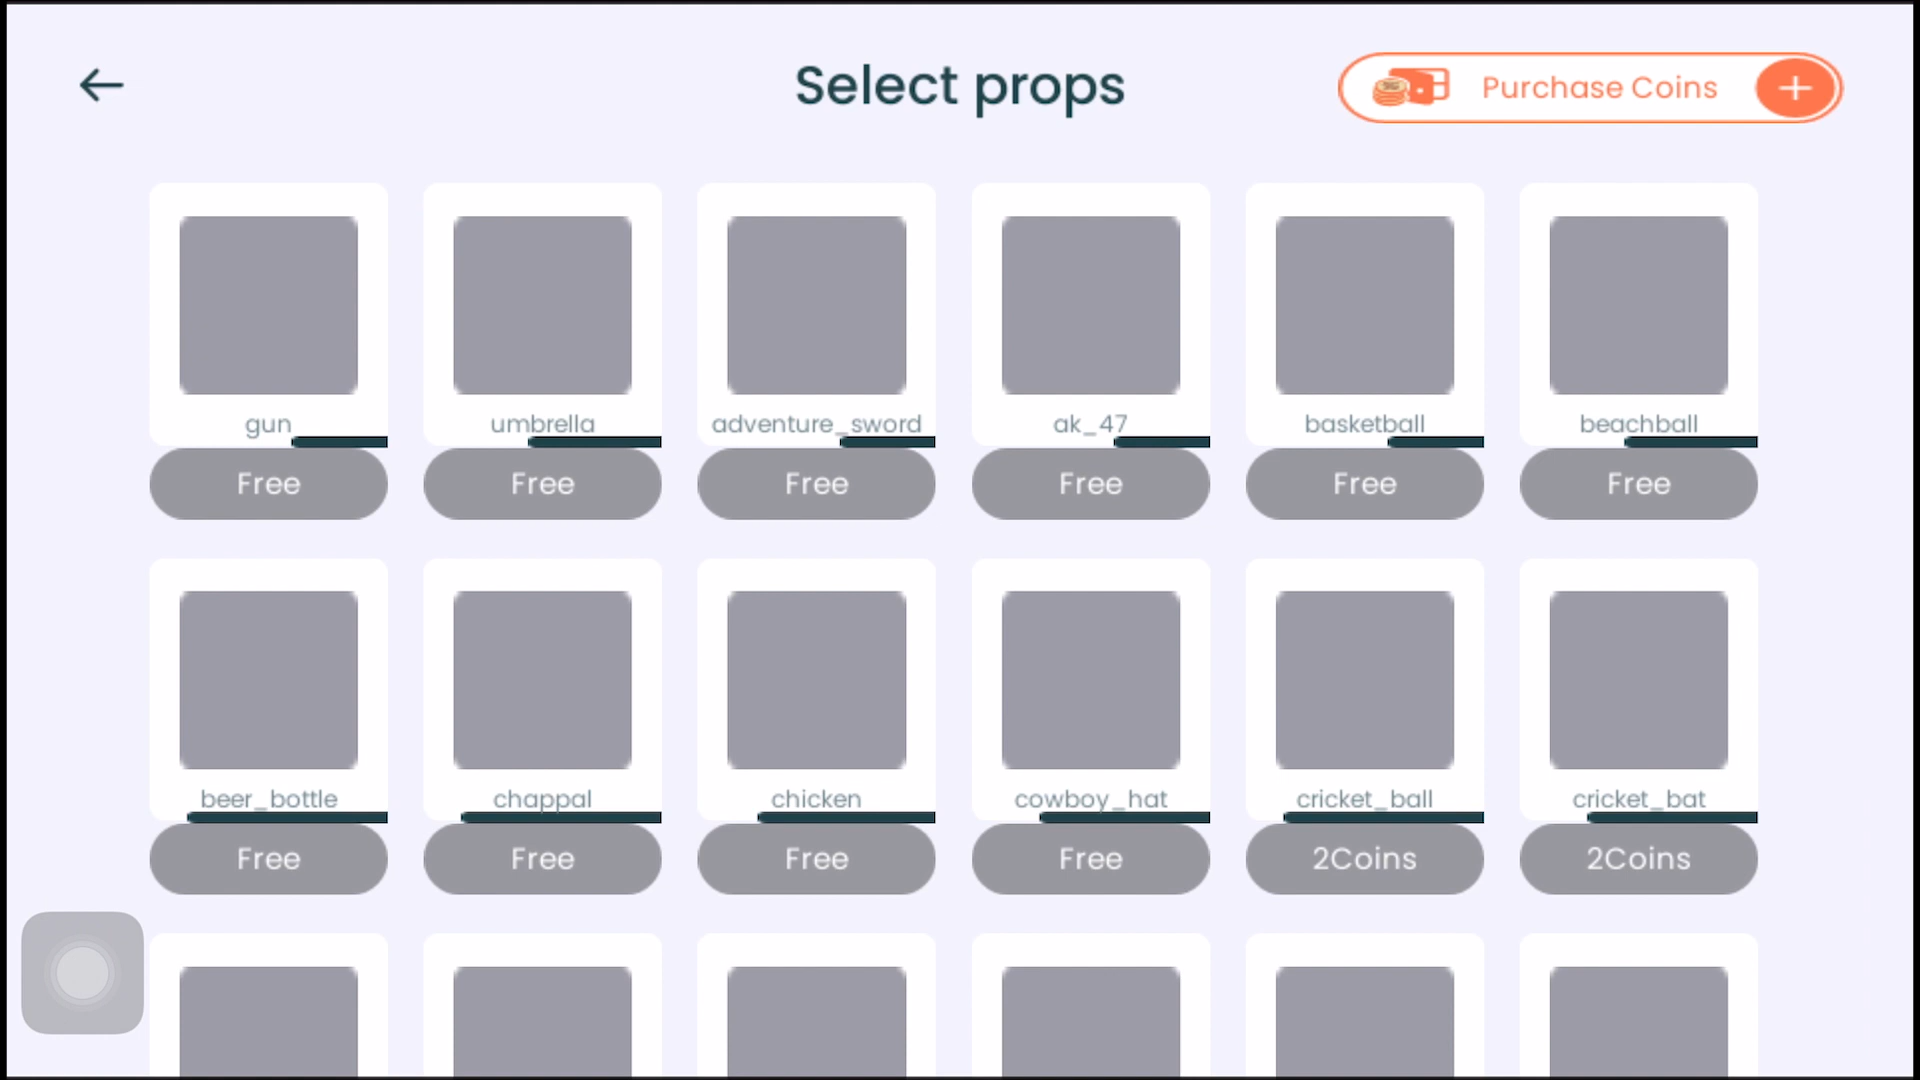 Select props
Purchase Coins
gun
umbrella
adventure_sword
ak_47
basketball
beachball
Free
Free
Free
Free
Free
Free
beer_bottle
chappal
chicken
cowboy_hat
cricket_ball
cricket_bat
Free
Free
Free
Free
2Coins
2Coins